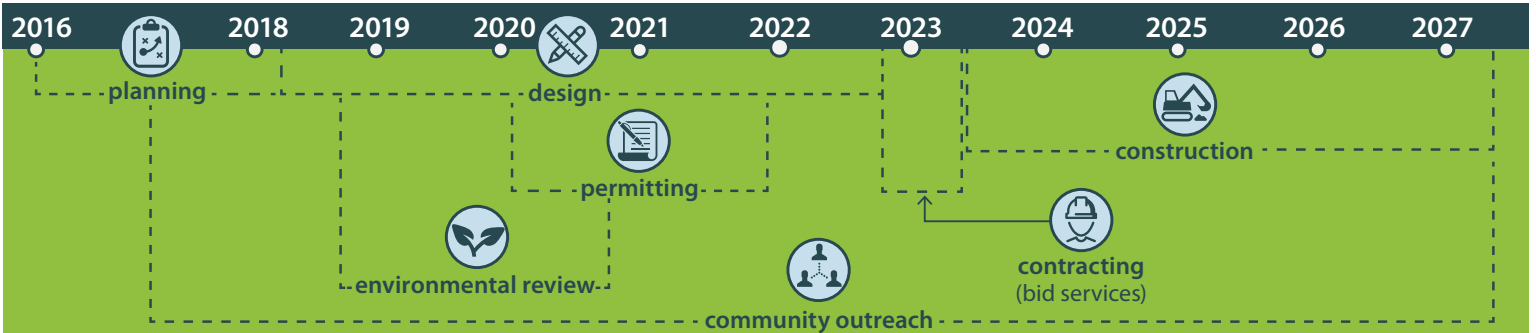 2016 2018 2019 2020 2021 2022 2023 2024 2025 2026 2027
planning
design
construction
permitting
contracting
(bid services)
environmental review
community outreach